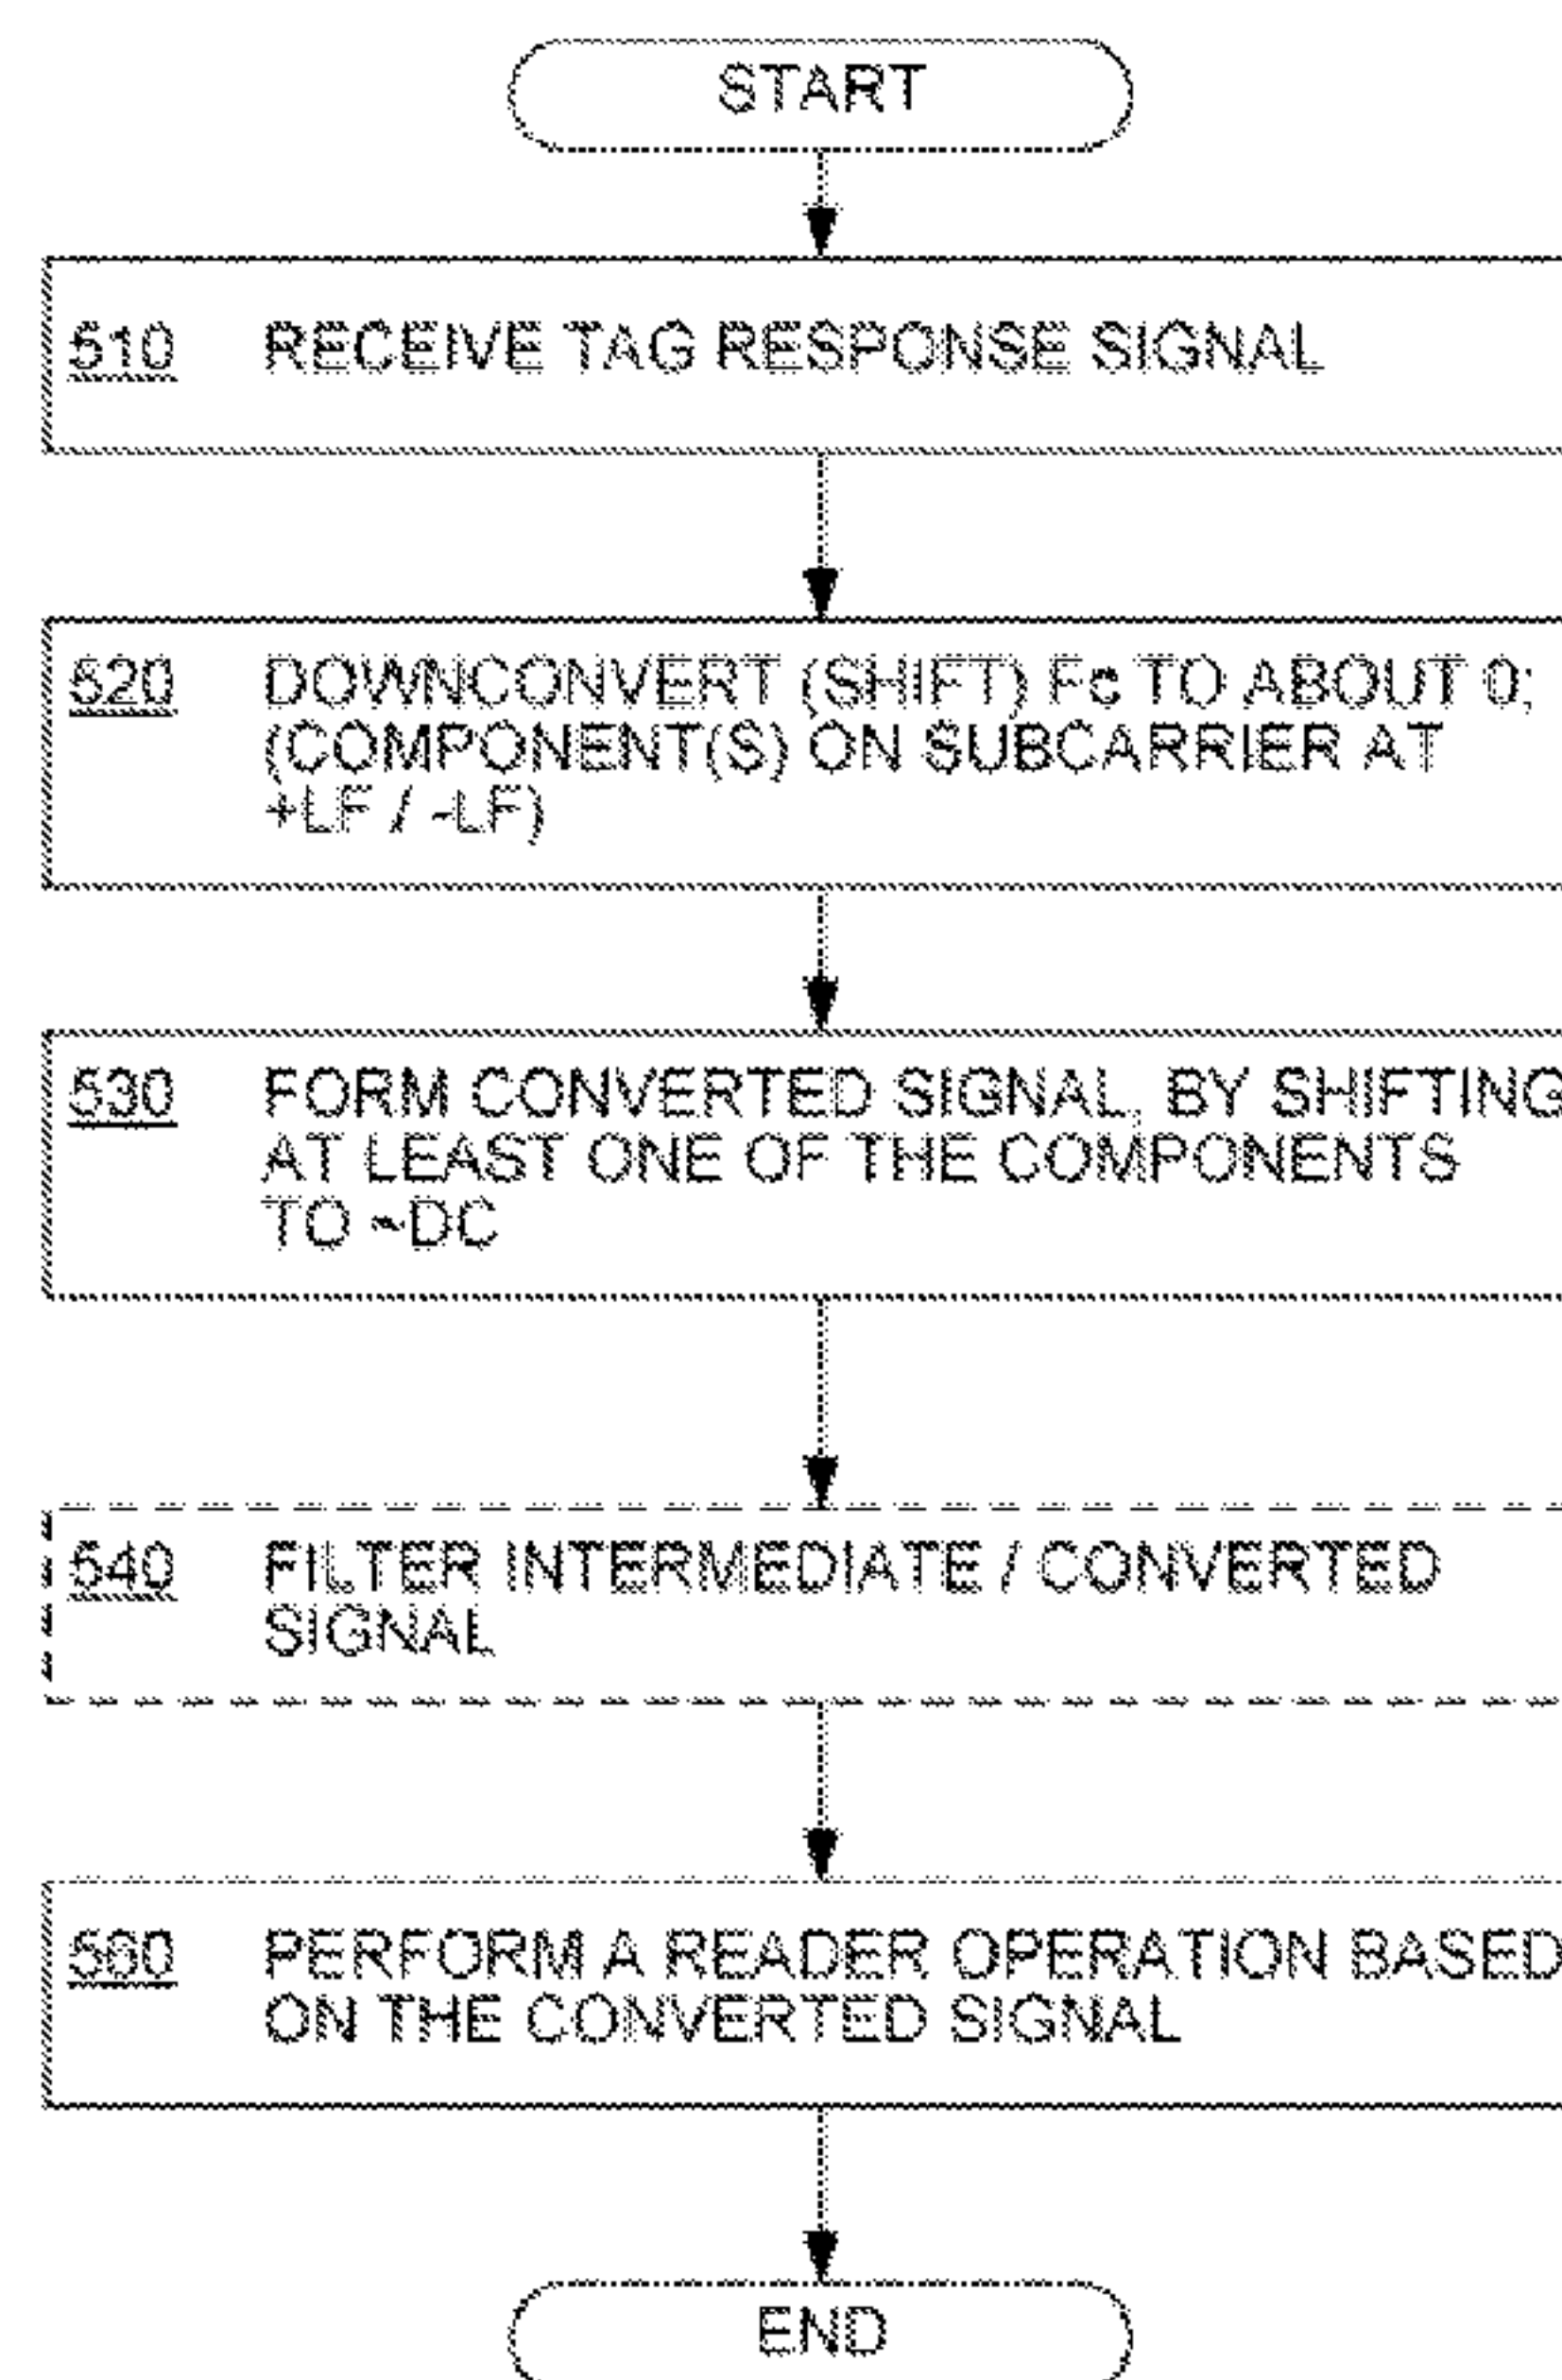 START
510 RECEIVE TAG RESPONSE SIGNAL
520 DOWNCONVERT (SHIFT) Fc TO ABOUT 0;
(COMPONENT(S) ON SUBCARRIER AT
+LF / -LF)
530 FORM CONVERTED SIGNAL, BY SHIFTING
AT LEAST ONE OF THE COMPONENTS
TO ~DC
540 FILTER INTERMEDIATE / CONVERTED
SIGNAL
PERFORM A READER OPERATION BASED
ON THE CONVERTED SIGNAL
END